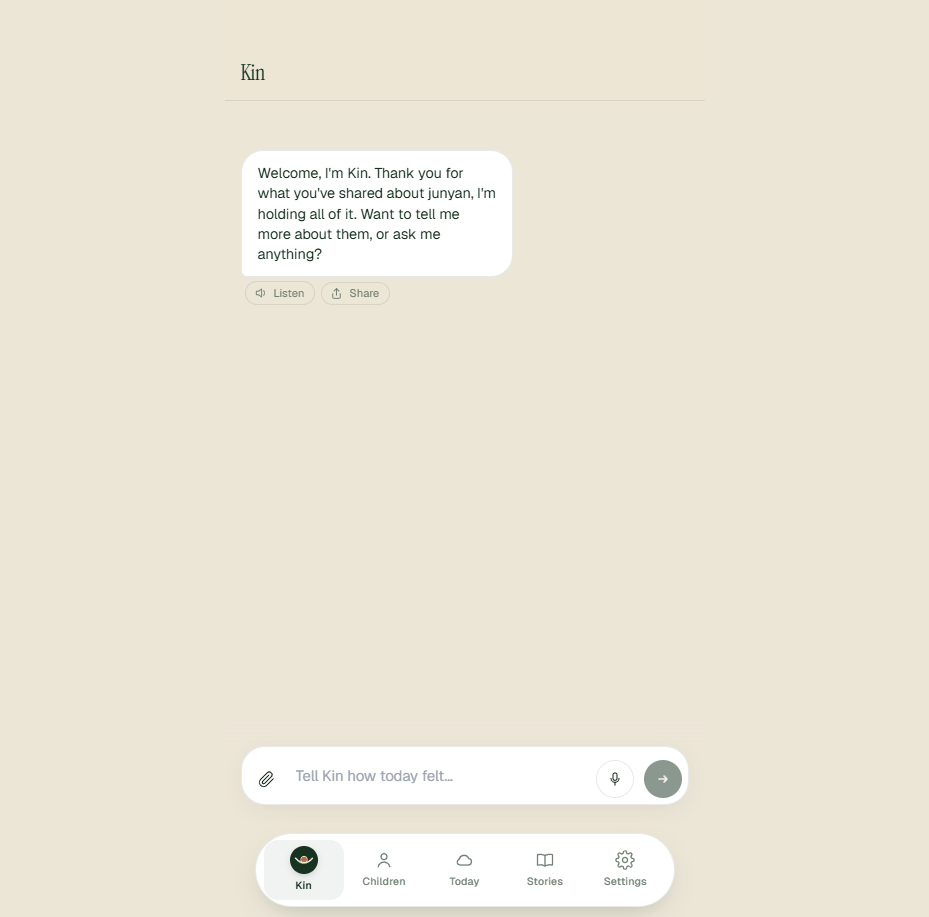 Kin
Welcome, I'm Kin. Thank you for
what you've shared about junyan, I'm
holding all of it. Want to tell me
more about them, or ask me
anything?
Listen
Share
Tell Kin how today felt...
Kin
Children
Today
Stories
Settings